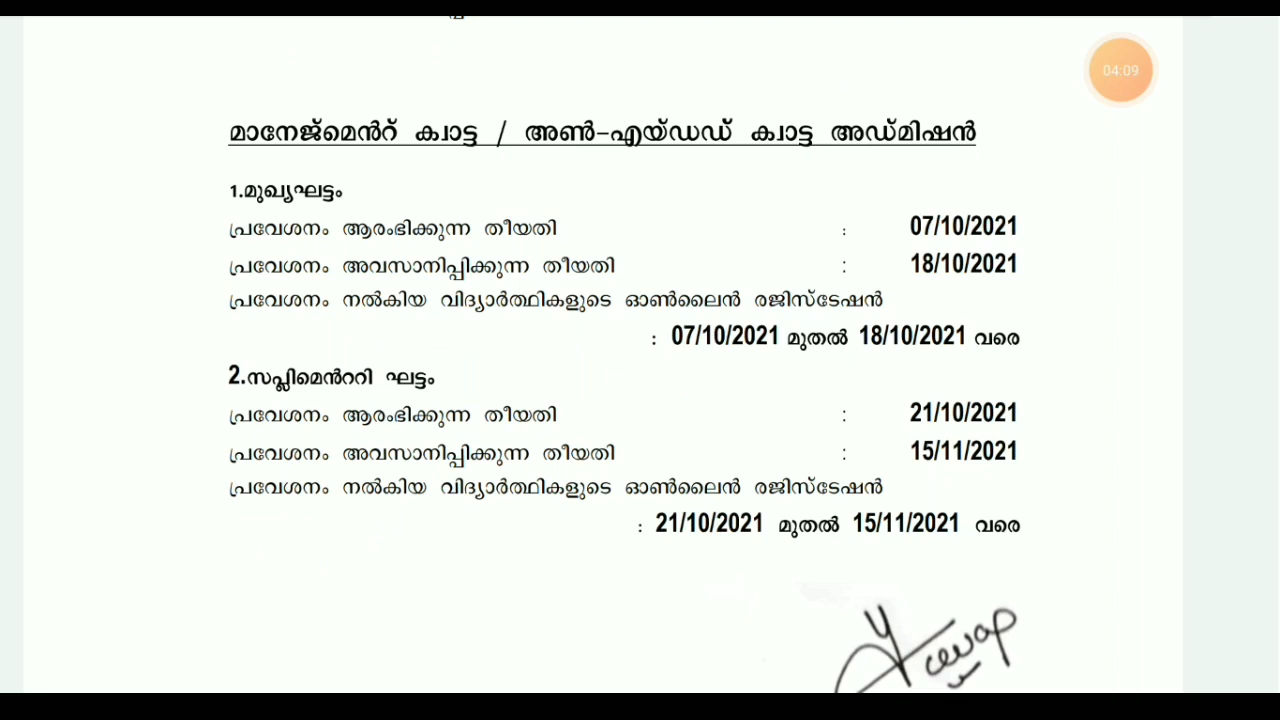 04:09
മാനേജ്മെൻറ് ക്വാട്ട / അൺ-എയ്ഡഡ് ക്വാട്ട അഡ്മിഷൻ
1.മുഖ്യഘട്ടം
പ്രവേശനം ആരംഭിക്കുന്ന തീയതി : 07/10/2021
പ്രവേശനം അവസാനിപ്പിക്കുന്ന തീയതി : 18/10/2021
പ്രവേശനം നൽകിയ വിദ്യാർത്ഥികളുടെ ഓൺലൈൻ രജിസ്ടേഷൻ
: 07/10/2021 മുതൽ 18/10/2021 വരെ
2.സപ്ലിമെൻററി ഘട്ടം
പ്രവേശനം ആരംഭിക്കുന്ന തീയതി : 21/10/2021
പ്രവേശനം അവസാനിപ്പിക്കുന്ന തീയതി : 15/11/2021
പ്രവേശനം നൽകിയ വിദ്യാർത്ഥികളുടെ ഓൺലൈൻ രജിസ്ടേഷൻ
: 21/10/2021 മുതൽ 15/11/2021 വരെ